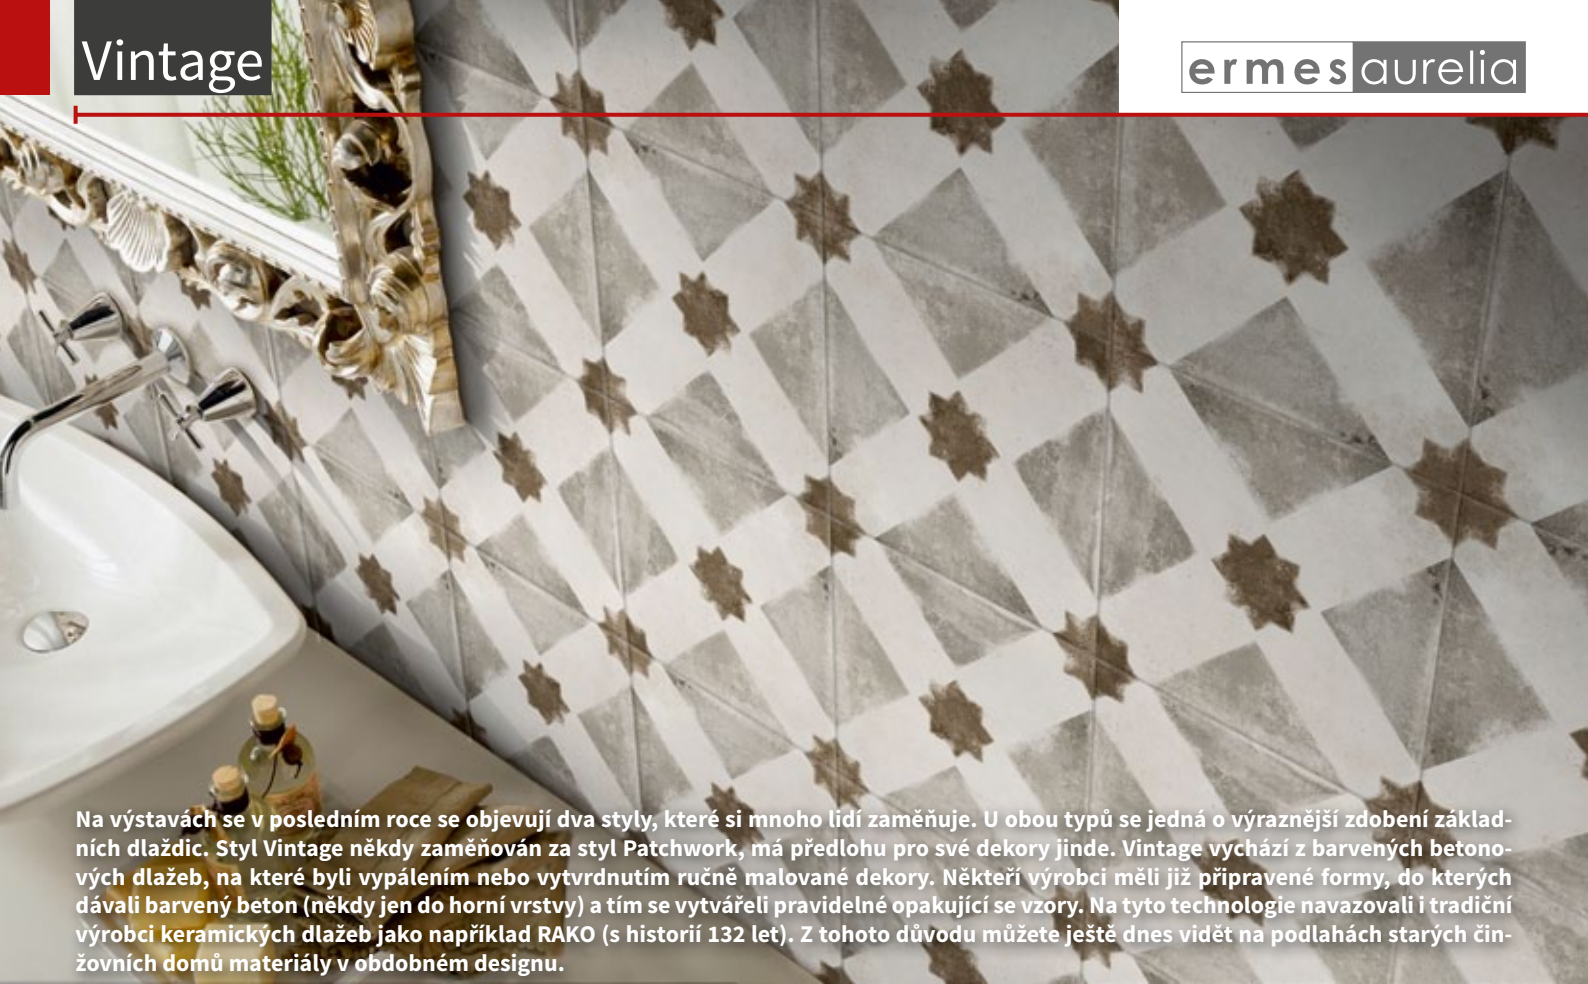 Vintage
ermesaurelia
Na výstavách se v posledním roce se objevují dva styly, které si mnoho lidí zaměňuje. U obou typů se jedná o výraznější zdobení základ-
ních dlaždic. Styl Vintage někdy zaměňován za styl Patchwork, má předlohu pro své dekory jinde. Vintage vychází z barvených betono-
vých dlažeb, na které byli vypálením nebo vytvrdnutím ručně malované dekory. Někteří výrobci měli již připravené formy, do kterých
dávali barvený beton (někdy jen do horní vrstvy) a tím se vytvářeli pravidelné opakující se vzory. Na tyto technologie navazovali i tradiční
výrobci keramických dlažeb jako například RAKO (s historií 132 let). Z tohoto důvodu můžete ještě dnes vidět na podlahách starých čin-
žovních domů materiály v obdobném designu.